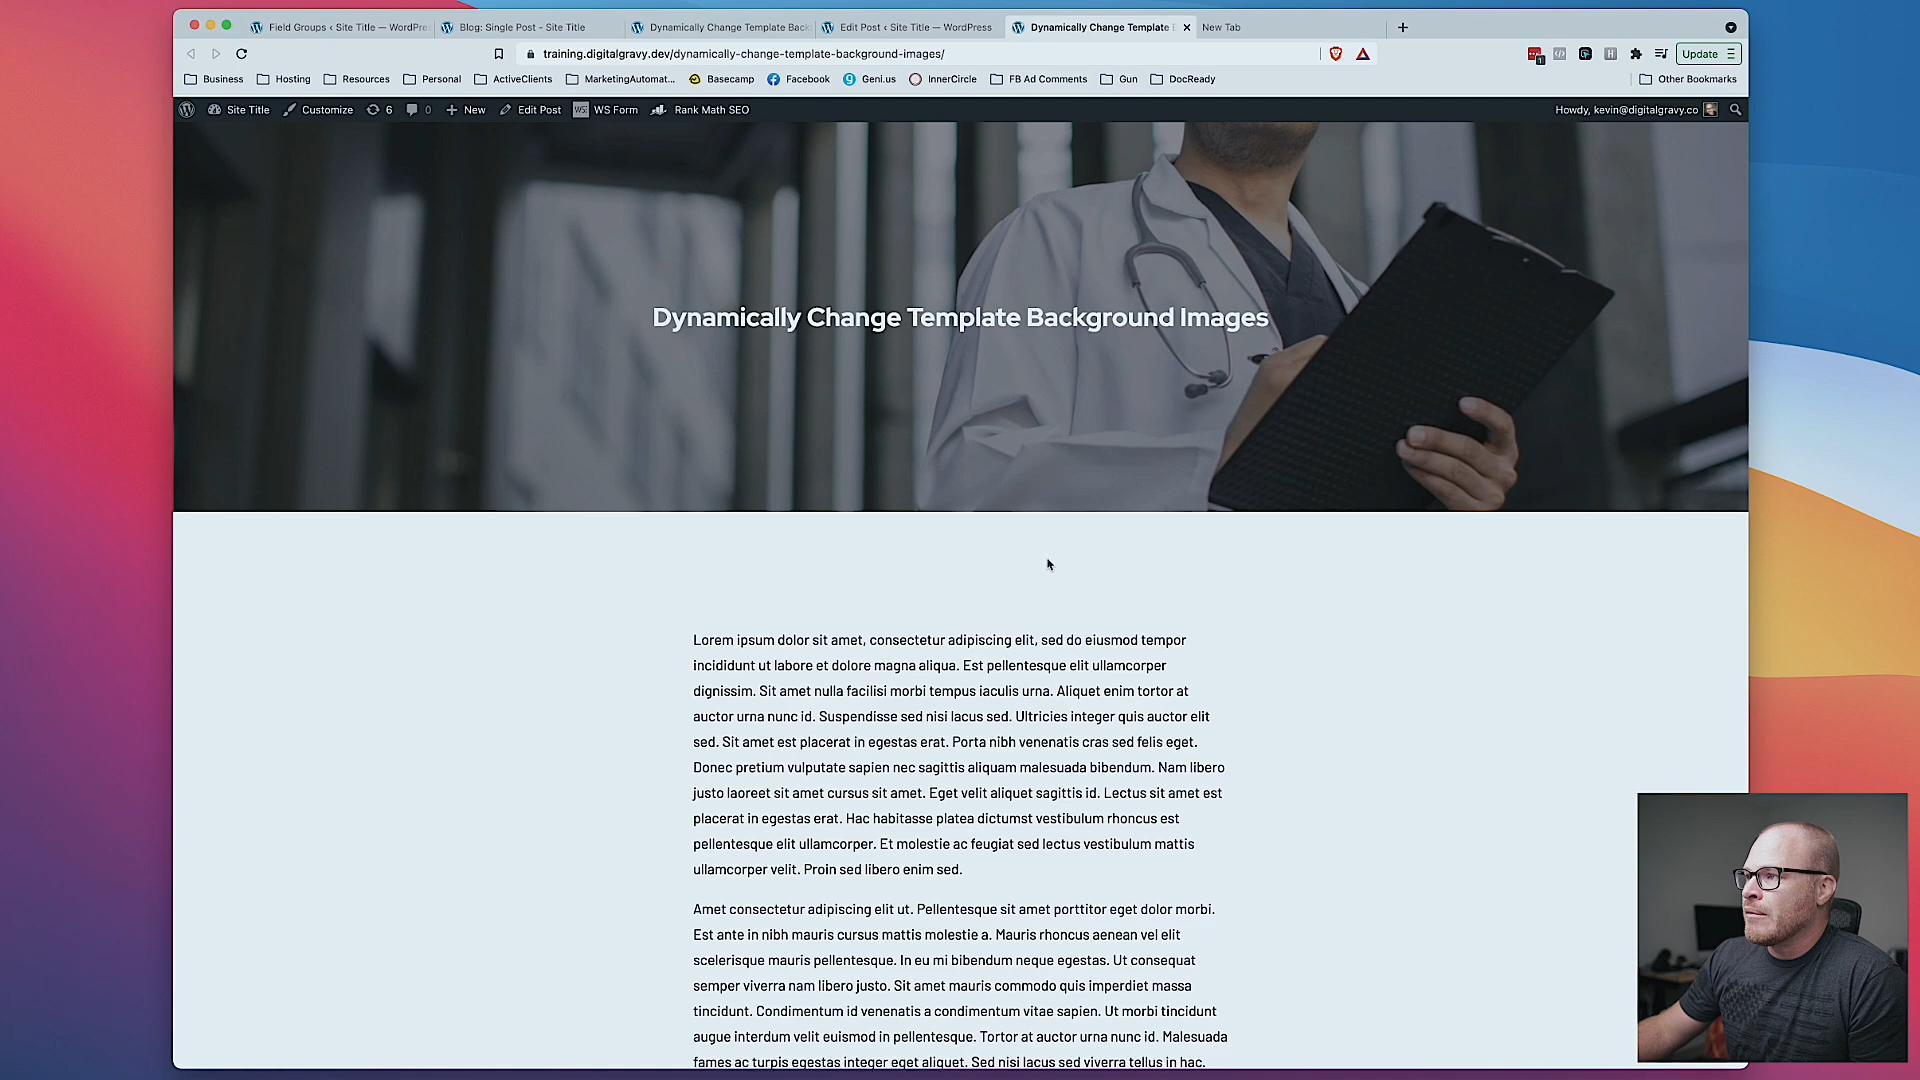 Field Groups ‹ Site Title — WordPre
Blog: Single Post - Site Title
Dynamically Change Template Back
Edit Post ‹ Site Title — WordPress
Dynamically Change Template B
New Tab
training.digitalgravy.dev/dynamically-change-template-background-images/
1
Update
Business
Hosting
Resources
Personal
ActiveClients
MarketingAutomat...
Basecamp
Facebook
Geni.us
InnerCircle
FB Ad Comments
Gun
DocReady
Other Bookmarks
Site Title
Customize
6
0
New
Edit Post
WS Form
Rank Math SEO
Howdy, kevin@digitalgravy.co
Dynamically Change Template Background Images
Lorem ipsum dolor sit amet, consectetur adipiscing elit, sed do eiusmod tempor
incididunt ut labore et dolore magna aliqua. Est pellentesque elit ullamcorper
dignissim. Sit amet nulla facilisi morbi tempus iaculis urna. Aliquet enim tortor at
auctor urna nunc id. Suspendisse sed nisi lacus sed. Ultricies integer quis auctor elit
sed. Sit amet est placerat in egestas erat. Porta nibh venenatis cras sed felis eget.
Donec pretium vulputate sapien nec sagittis aliquam malesuada bibendum. Nam libero
justo laoreet sit amet cursus sit amet. Eget velit aliquet sagittis id. Lectus sit amet est
placerat in egestas erat. Hac habitasse platea dictumst vestibulum rhoncus est
pellentesque elit ullamcorper. Et molestie ac feugiat sed lectus vestibulum mattis
ullamcorper velit. Proin sed libero enim sed.
Amet consectetur adipiscing elit ut. Pellentesque sit amet porttitor eget dolor morbi.
Est ante in nibh mauris cursus mattis molestie a. Mauris rhoncus aenean vel elit
scelerisque mauris pellentesque. In eu mi bibendum neque egestas. Ut consequat
semper viverra nam libero justo. Sit amet mauris commodo quis imperdiet massa
tincidunt. Condimentum id venenatis a condimentum vitae sapien. Ut morbi tincidunt
augue interdum velit euismod in pellentesque. Tortor at auctor urna nunc id. Malesuada
fames ac turpis egestas integer eget aliquet. Sed nisi lacus sed viverra tellus in hac.